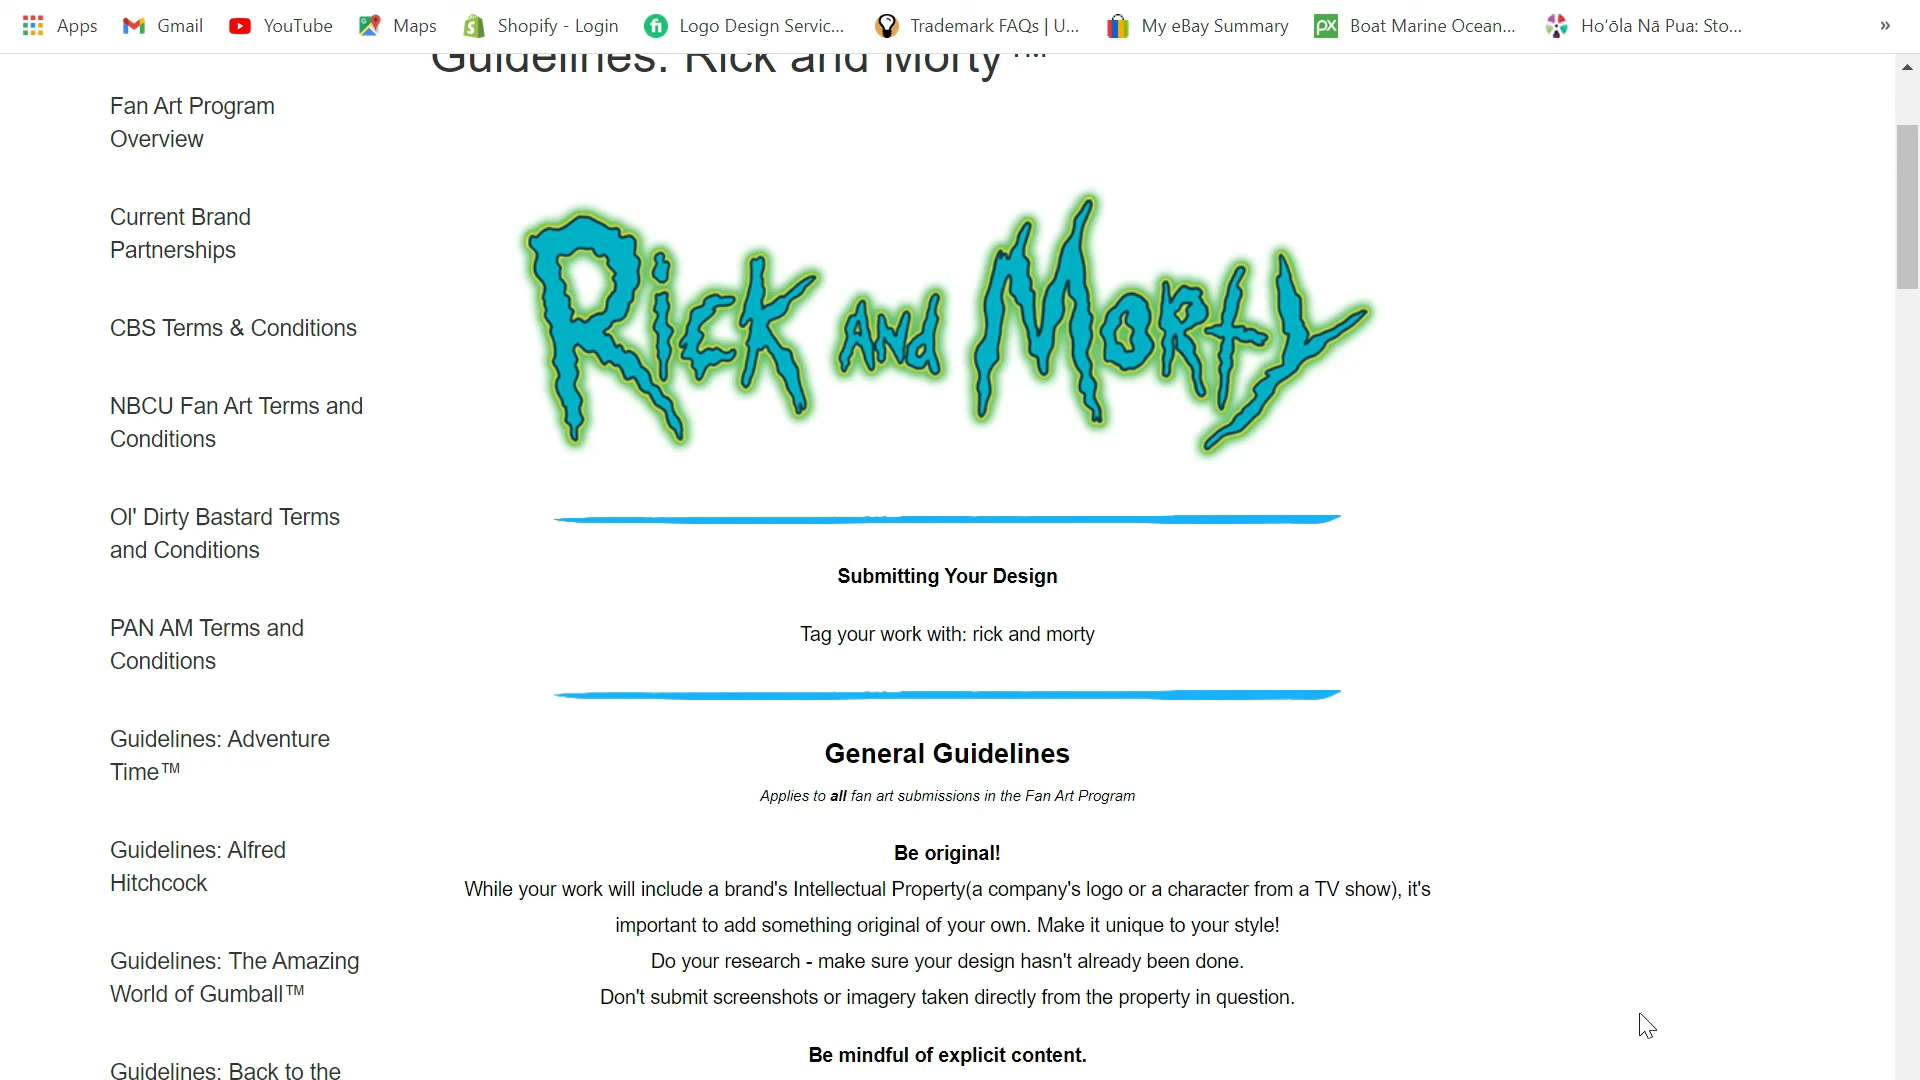 Apps
Gmail
YouTube
Maps
Shopify - Login
Logo Design Servic...
Trademark FAQs | U...
My eBay Summary
Boat Marine Ocean...
Hoʻōla Nā Pua: Sto...
»
Guidelines: Rick and Morty™
Fan Art Program
Overview
Current Brand
Partnerships
CBS Terms & Conditions
NBCU Fan Art Terms and
Conditions
Ol' Dirty Bastard Terms
and Conditions
PAN AM Terms and
Conditions
Guidelines: Adventure
Time™
Guidelines: Alfred
Hitchcock
Guidelines: The Amazing
World of Gumball™
Guidelines: Back to the
Rick and Morty
Submitting Your Design
Tag your work with: rick and morty
General Guidelines
Applies to all fan art submissions in the Fan Art Program
Be original!
While your work will include a brand's Intellectual Property(a company's logo or a character from a TV show), it's
important to add something original of your own. Make it unique to your style!
Do your research - make sure your design hasn't already been done.
Don't submit screenshots or imagery taken directly from the property in question.
Be mindful of explicit content.